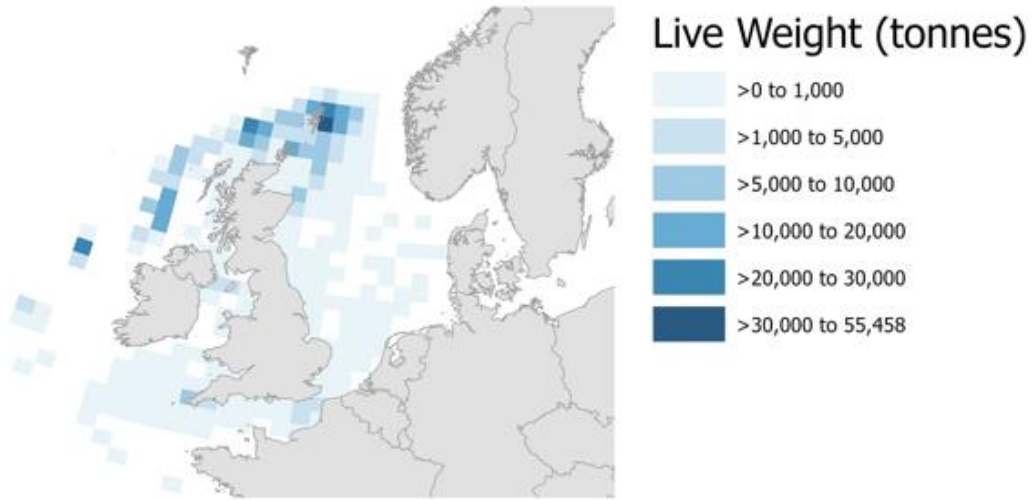 Live Weight (tonnes)
>0 to 1,000
>1,000 to 5,000
>5,000 to 10,000
>10,000 to 20,000
>20,000 to 30,000
>30,000 to 55,458